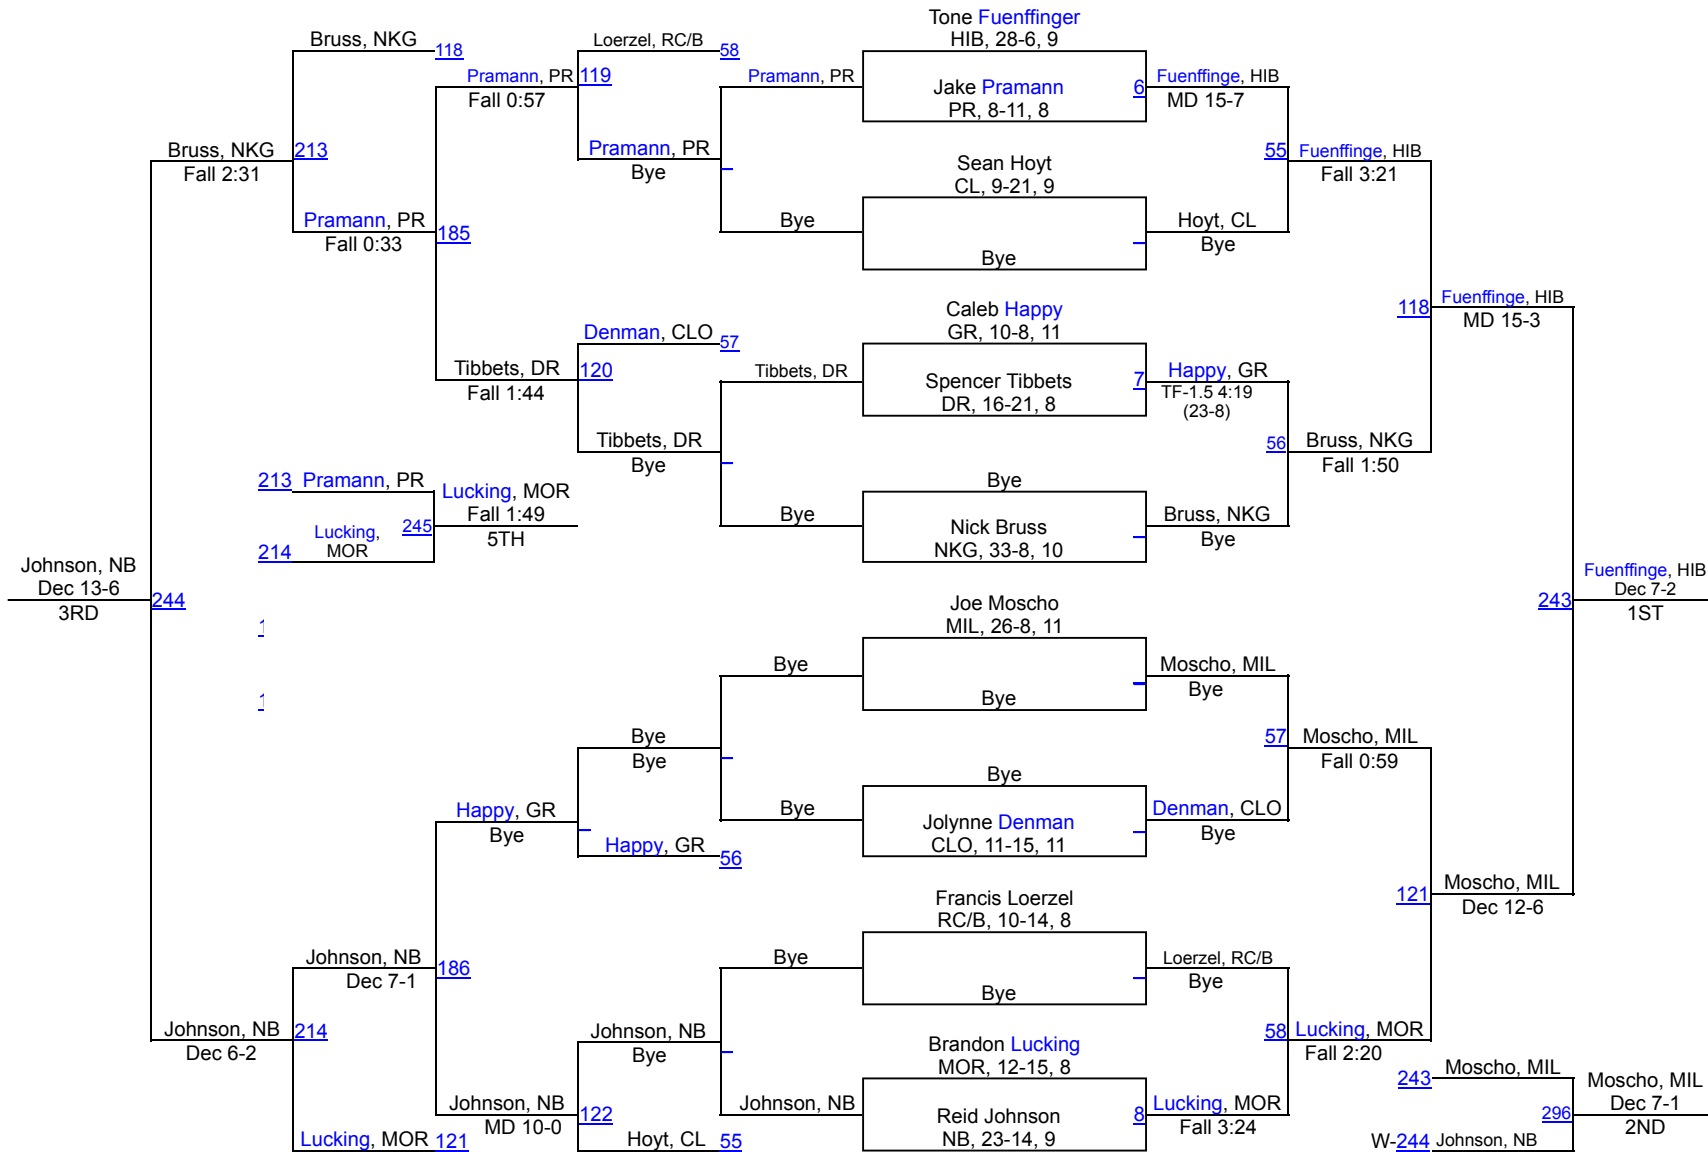 Tone Fuenffinger
HIB, 28-6, 9
Bruss, NKG
118
Loerzel, RC/B
58
Pramann, PR
119
Fall 0:57
Pramann, PR
Jake Pramann
PR, 8-11, 8
6
Fuenffinge, HIB
MD 15-7
Bruss, NKG
213
Fall 2:31
Pramann, PR
Bye
Sean Hoyt
CL, 9-21, 9
55
Fuenffinge, HIB
Fall 3:21
Pramann, PR
185
Fall 0:33
Bye
Bye
Hoyt, CL
Bye
Caleb Happy
GR, 10-8, 11
118
Fuenffinge, HIB
MD 15-3
Denman, CLO
57
Tibbets, DR
120
Fall 1:44
Tibbets, DR
Spencer Tibbets
DR, 16-21, 8
7
Happy, GR
TF-1.5 4:19
(23-8)
Tibbets, DR
Bye
56
Bruss, NKG
Fall 1:50
213
Pramann, PR
Lucking, MOR
Fall 1:49
5TH
Lucking,
MOR
245
214
Bye
Bye
Nick Bruss
NKG, 33-8, 10
Bruss, NKG
Bye
Johnson, NB
Dec 13-6
3RD
244
Joe Moscho
MIL, 26-8, 11
243
Fuenffinge, HIB
Dec 7-2
1ST
Bye
Bye
Moscho, MIL
Bye
Bye
Bye
57
Moscho, MIL
Fall 0:59
Bye
Happy, GR
Bye
Bye
Jolynne Denman
CLO, 11-15, 11
Denman, CLO
Bye
Happy, GR
56
Francis Loerzel
RC/B, 10-14, 8
121
Moscho, MIL
Dec 12-6
Johnson, NB
186
Dec 7-1
Bye
Bye
Loerzel, RC/B
Bye
Johnson, NB
214
Dec 6-2
Johnson, NB
Bye
Brandon Lucking
MOR, 12-15, 8
58
Lucking, MOR
Fall 2:20
Johnson, NB
122
MD 10-0
Johnson, NB
Reid Johnson
NB, 23-14, 9
8
Lucking, MOR
Fall 3:24
Lucking, MOR
121
Hoyt, CL
55
243
Moscho, MIL
296
Moscho, MIL
Dec 7-1
2ND
W-244
Johnson, NB